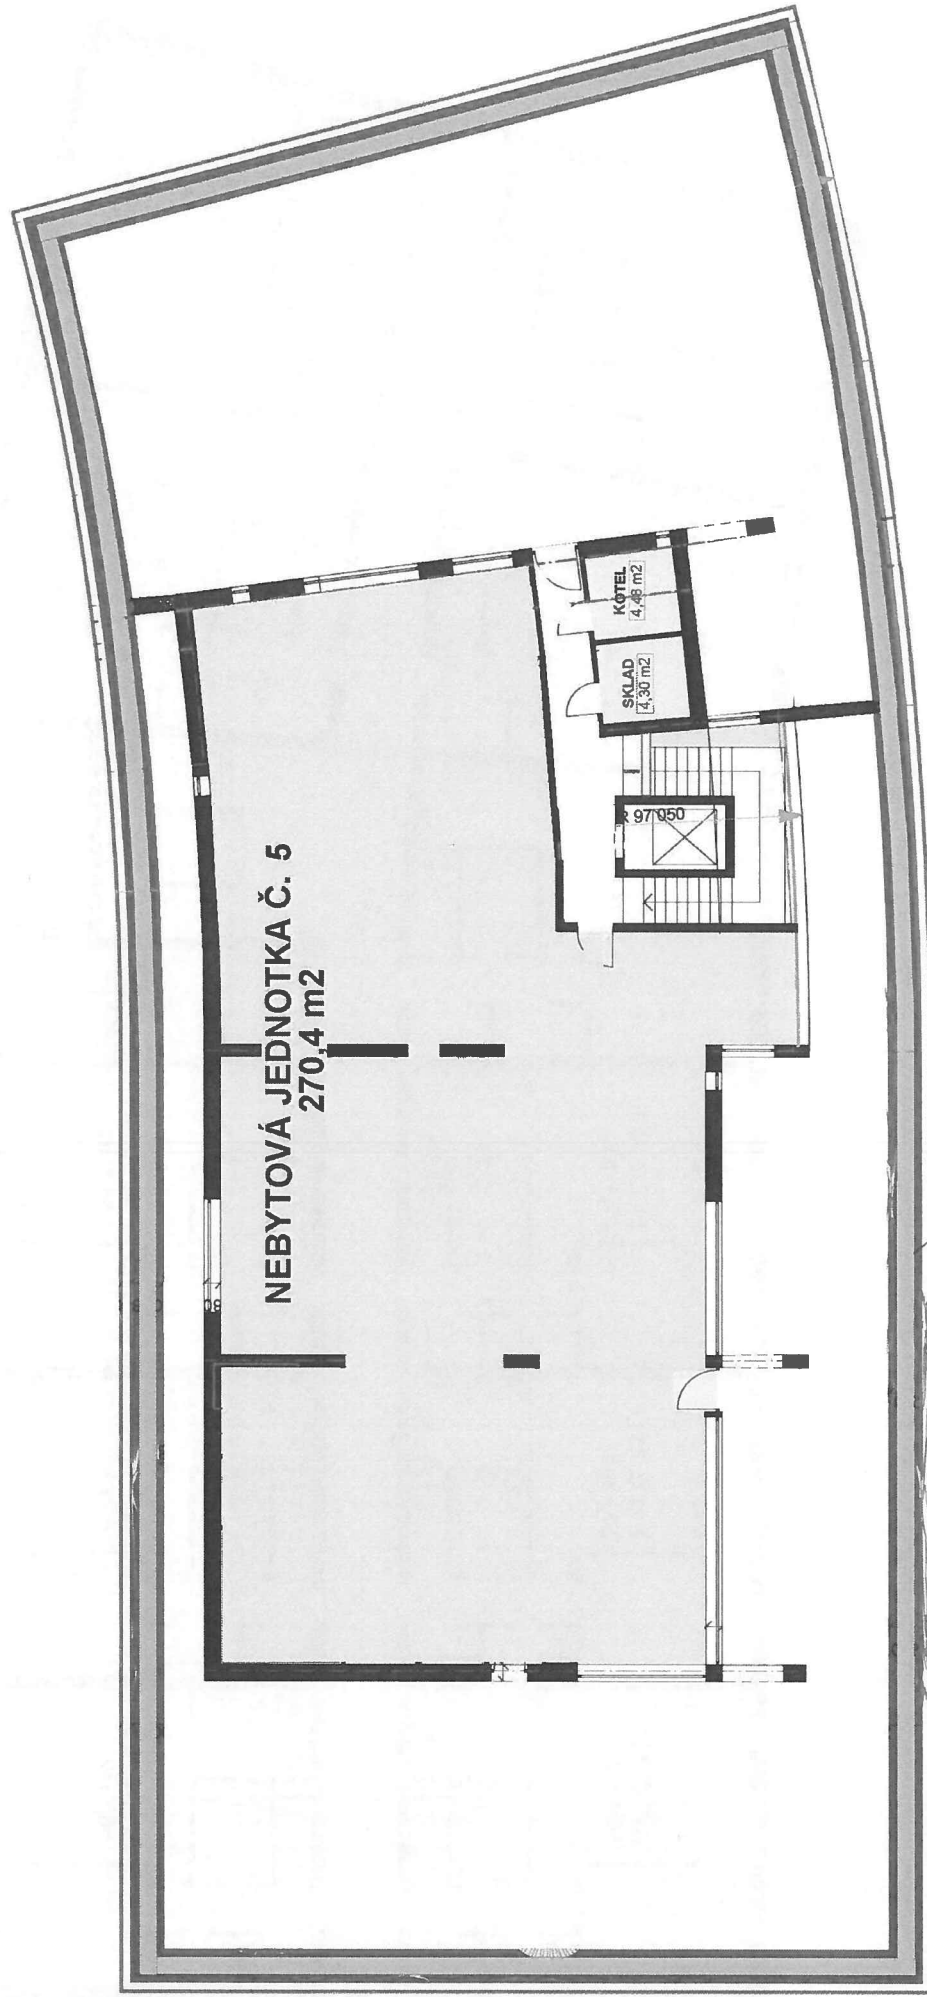 NEBYTOVÁ JEDNOTKA Č. 5
270,4 m2
SKLAD
4,30 m2
KOTEL
4,48 m2
R 97 050